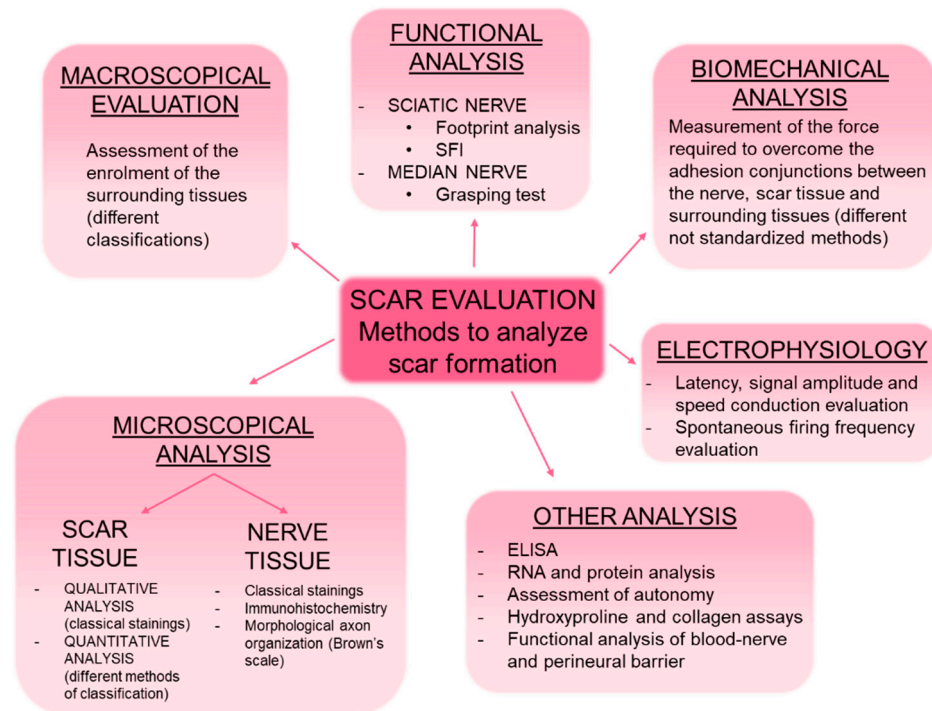 FUNCTIONAL
ANALYSIS
- SCIATIC NERVE
• Footprint analysis
• SFI
- MEDIAN NERVE
• Grasping test
MACROSCOPICAL
EVALUATION
Assessment of the
enrolment of the
surrounding tissues
(different
classifications)
BIOMECHANICAL
ANALYSIS
Measurement of the force
required to overcome the
adhesion conjunctions between
the nerve, scar tissue and
surrounding tissues (different
not standardized methods)
SCAR EVALUATION
Methods to analyze
scar formation
ELECTROPHYSIOLOGY
- Latency, signal amplitude and
speed conduction evaluation
- Spontaneous firing frequency
evaluation
MICROSCOPICAL
ANALYSIS
SCAR
TISSUE
- QUALITATIVE
ANALYSIS
(classical stainings)
- QUANTITATIVE
ANALYSIS
(different methods
of classification)
NERVE
TISSUE
- Classical stainings
- Immunohistochemistry
- Morphological axon
organization (Brown's
scale)
OTHER ANALYSIS
- ELISA
- RNA and protein analysis
- Assessment of autonomy
- Hydroxyproline and collagen assays
- Functional analysis of blood-nerve
and perineural barrier